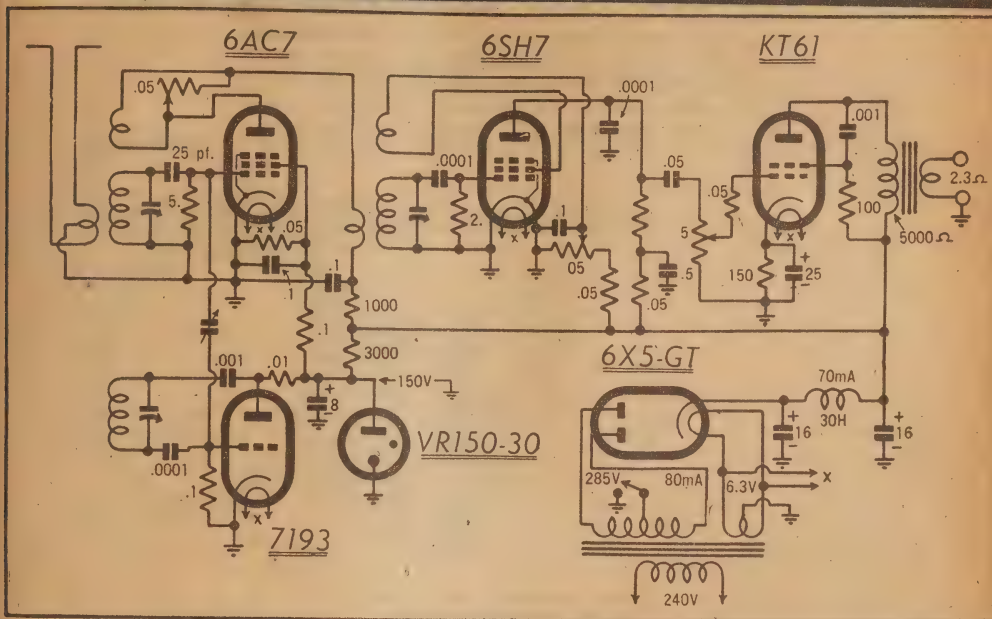 6AC7
6SH7
KT61
.05
.0001
.001
25 pf.
.0001
.05
2.3Ω
5.
2.
.05
.1
.05
5
100
5000Ω
.1
.1
05
.5
150
+
25
-
1000
.05
.05
.1
3000
6X5-GT
.001
.01
150V
70mA
+
8
-
30H
+
16
-
+
16
-
VR150-30
285V
80mA
6.3V
X
.0001
.1
X
X
X
X
7193
240V